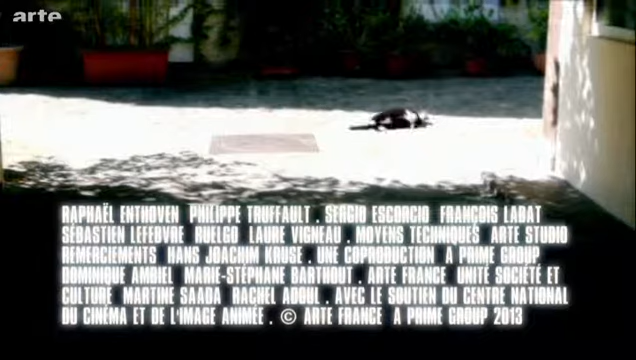 arte
RAPHAËL ENTHOVEN PHILIPPE TRUFFAULT . SERGIO ESCORCIO FRANÇOIS LABAT
SÉBASTIEN LEFEBVRE RUELGO LAURE VIGNEAU . MOYENS TECHNIQUES ARTE STUDIO
REMERCIEMENTS HANS JOACHIM KRUSE . UNE COPRODUCTION A PRIME GROUP
DOMINIQUE AMBIEL MARIE-STÉPHANE BARTHOUT . ARTE FRANCE UNITÉ SOCIÉTÉ ET
CULTURE MARTINE SAADA RACHEL ADOUL . AVEC LE SOUTIEN DU CENTRE NATIONAL
DU CINÉMA ET DE L'IMAGE ANIMÉE . © ARTE FRANCE A PRIME GROUP 2013